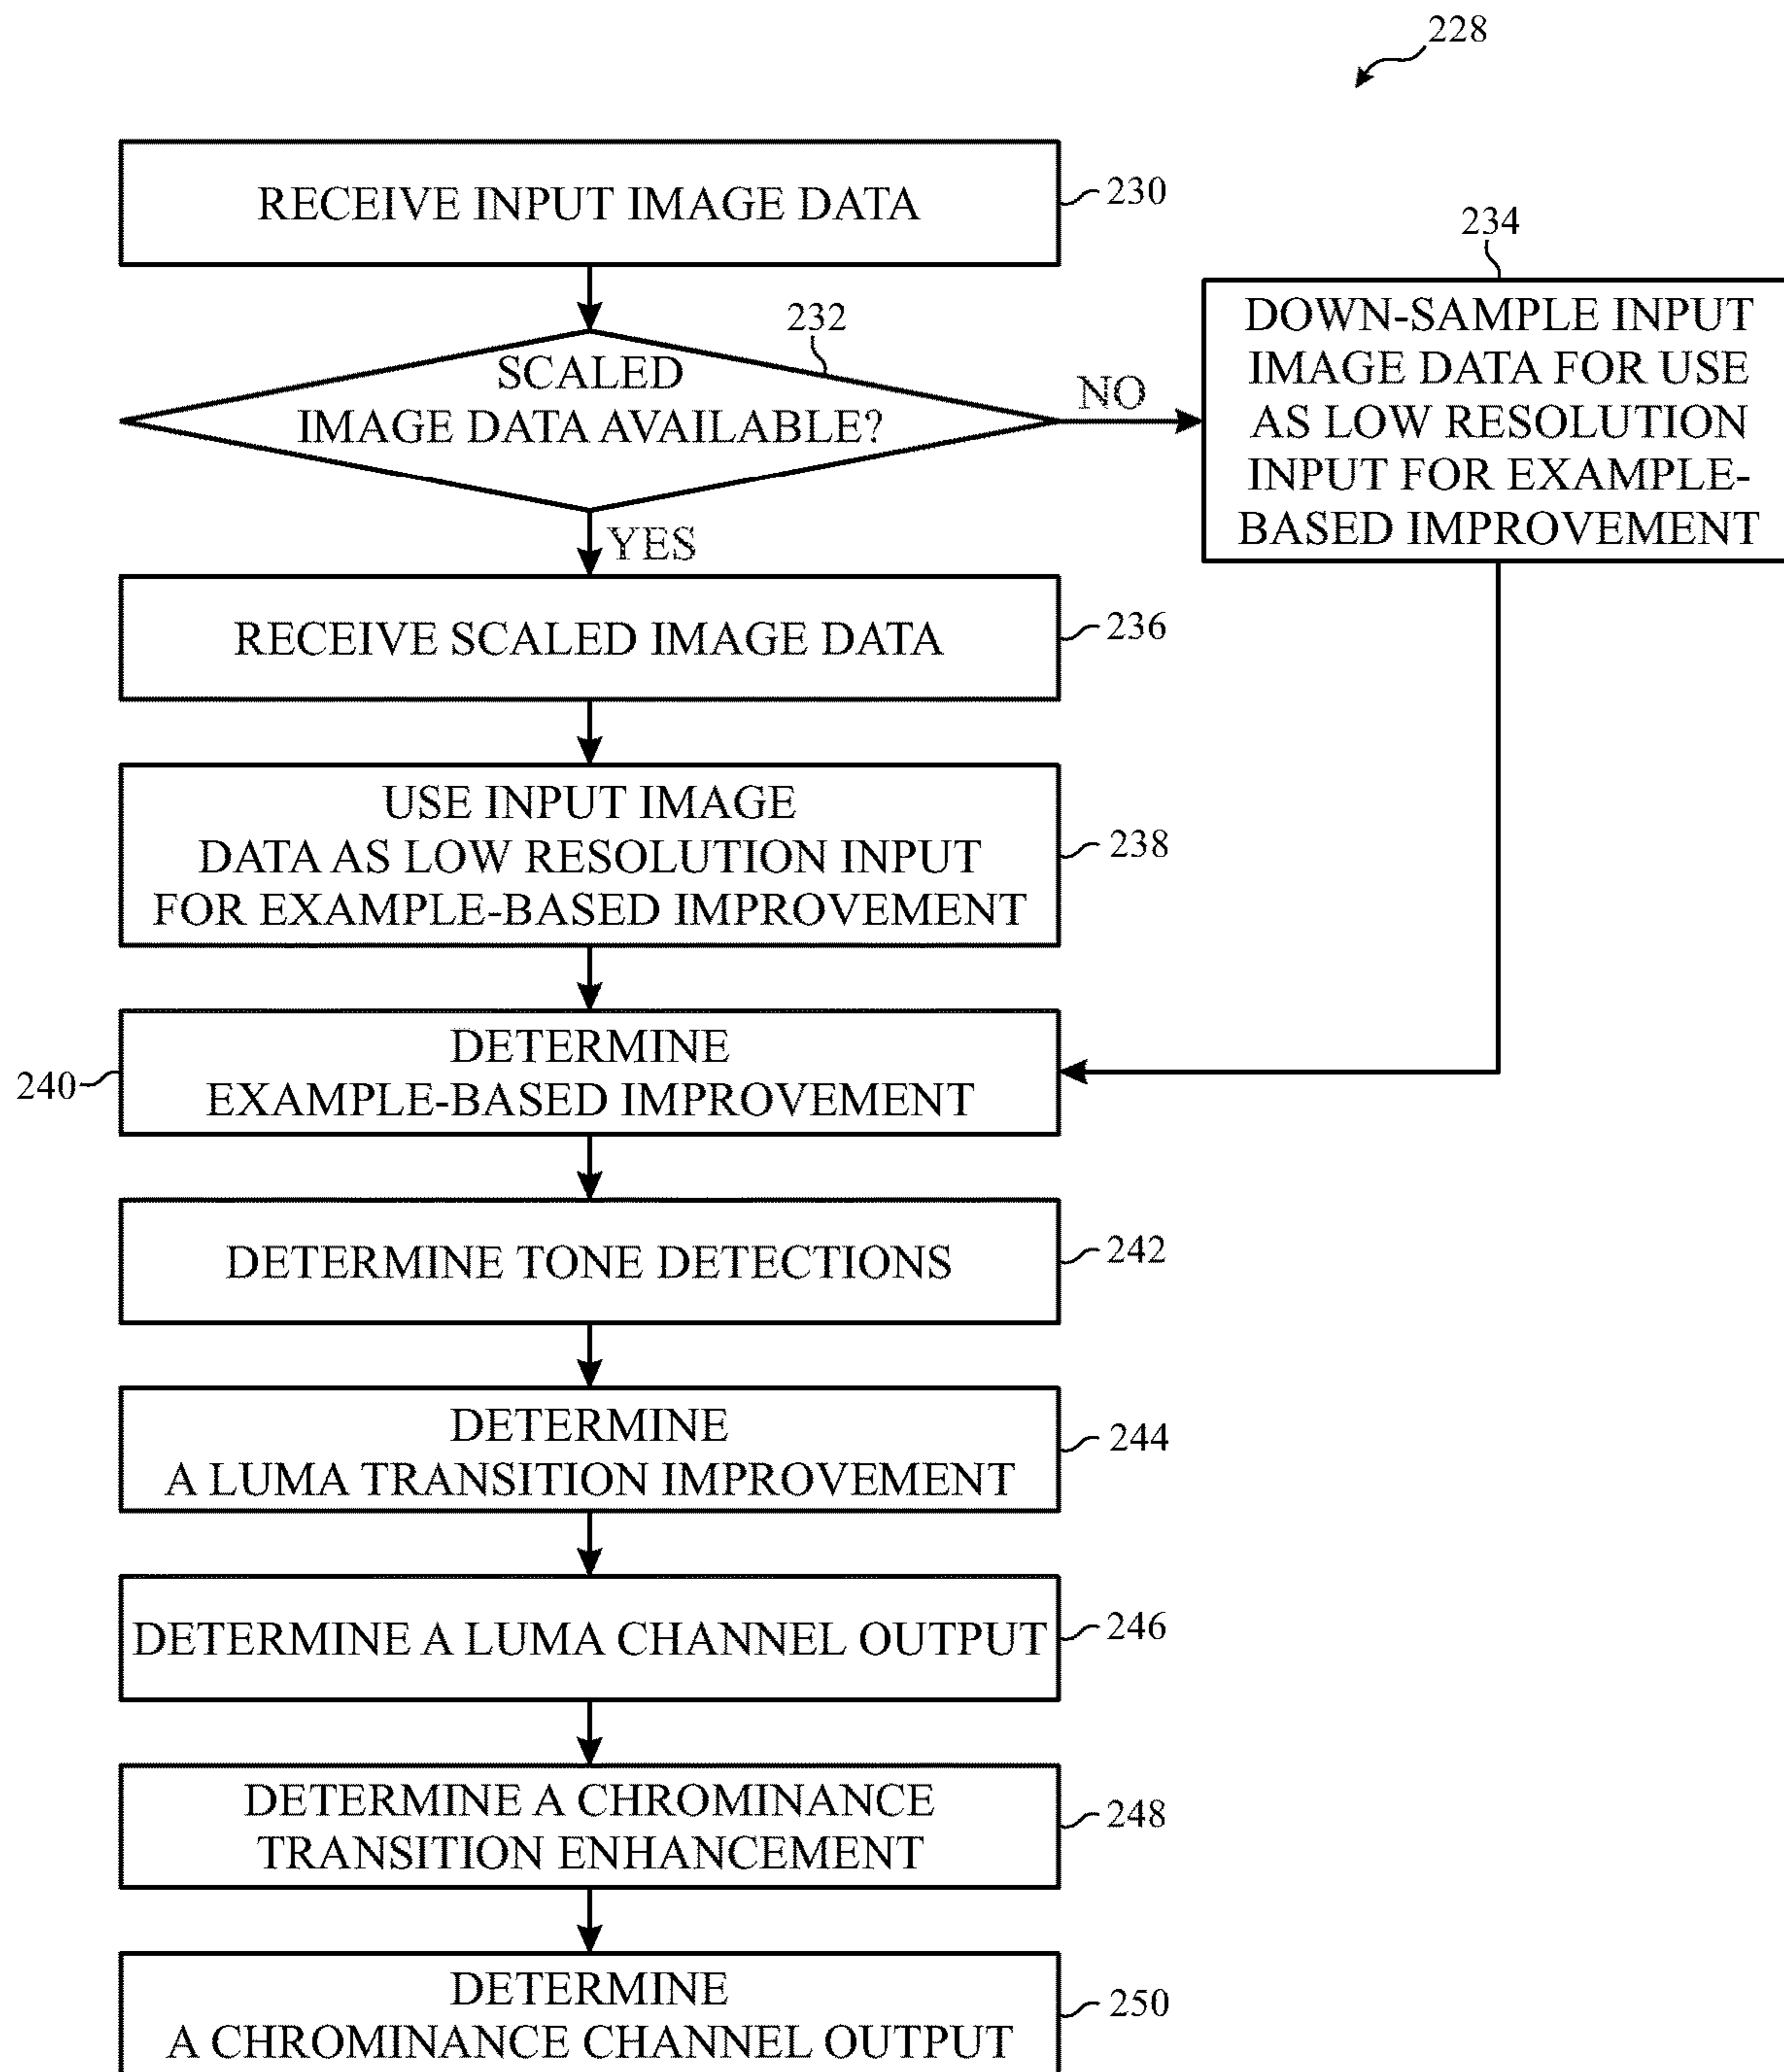 228
RECEIVE INPUT IMAGE DATA
230
232
SCALED
IMAGE DATA AVAILABLE?
NO
234
DOWN-SAMPLE INPUT
IMAGE DATA FOR USE
AS LOW RESOLUTION
INPUT FOR EXAMPLE-
BASED IMPROVEMENT
YES
RECEIVE SCALED IMAGE DATA
236
USE INPUT IMAGE
DATA AS LOW RESOLUTION INPUT
FOR EXAMPLE-BASED IMPROVEMENT
238
240
DETERMINE
EXAMPLE-BASED IMPROVEMENT
DETERMINE TONE DETECTIONS
242
DETERMINE
A LUMA TRANSITION IMPROVEMENT
244
DETERMINE A LUMA CHANNEL OUTPUT
246
DETERMINE A CHROMINANCE
TRANSITION ENHANCEMENT
248
DETERMINE
A CHROMINANCE CHANNEL OUTPUT
250